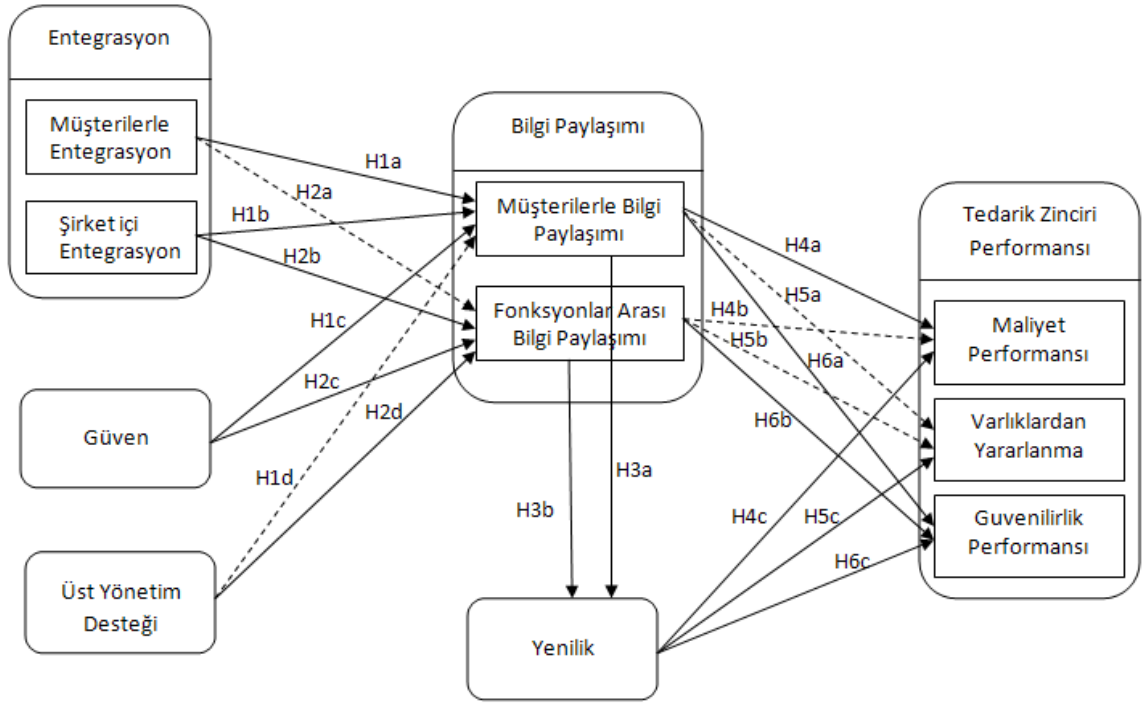 Entegrasyon
Müşterilerle
Entegrasyon
Şirket içi
Entegrasyon
Güven
Üst Yönetim
Desteği
H1a
H2a
H1b
H2b
H1c
H2c
H2d
H1d
Bilgi Paylaşımı
Müşterilerle Bilgi
Paylaşımı
Fonksyonlar Arası
Bilgi Paylaşımı
H3a
H3b
Yenilik
H4a
H5a
H4b
H5b
H6a
H6b
H4c
H5c
H6c
Tedarik Zinciri
Performansı
Maliyet
Performansı
Varlıklardan
Yararlanma
Guvenilirlik
Performansı